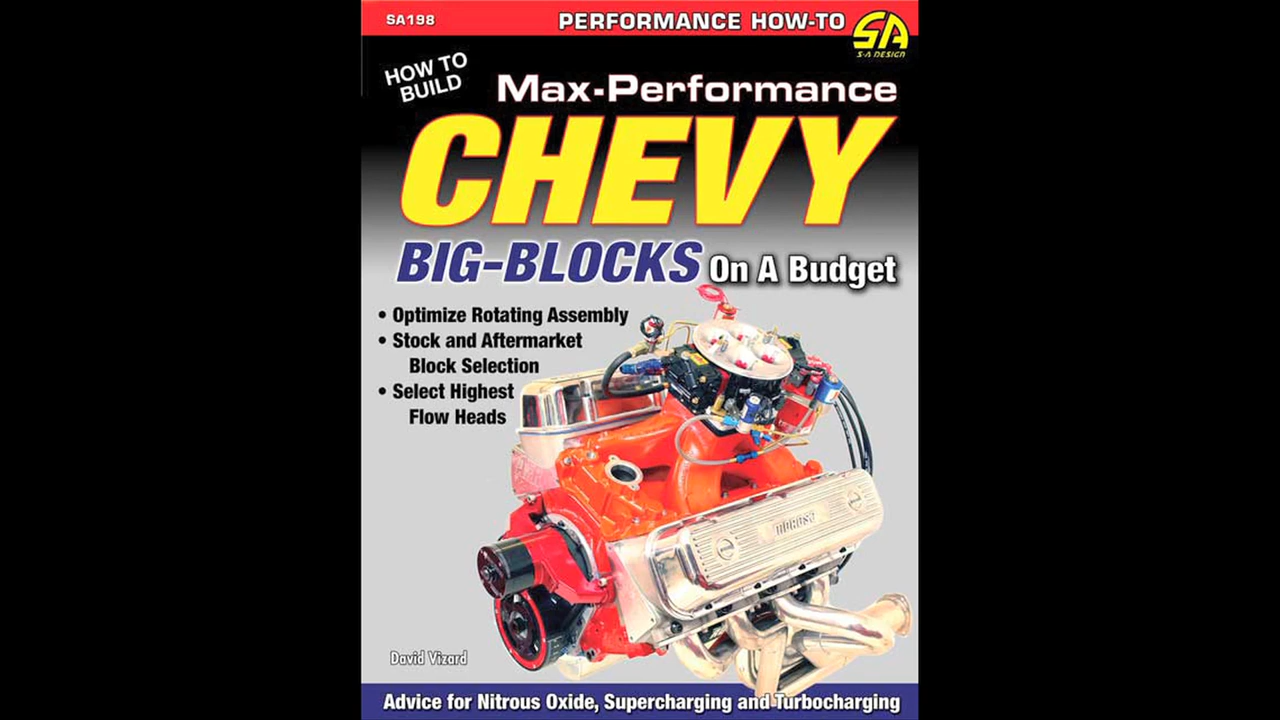 SA198
PERFORMANCE HOW-TO
SA
S-A DESIGN
HOW TO
BUILD
Max-Performance
CHEVY
BIG-BLOCKS On A Budget
• Optimize Rotating Assembly
• Stock and Aftermarket
Block Selection
• Select Highest
Flow Heads
MOROSO
David Vizard
Advice for Nitrous Oxide, Supercharging and Turbocharging